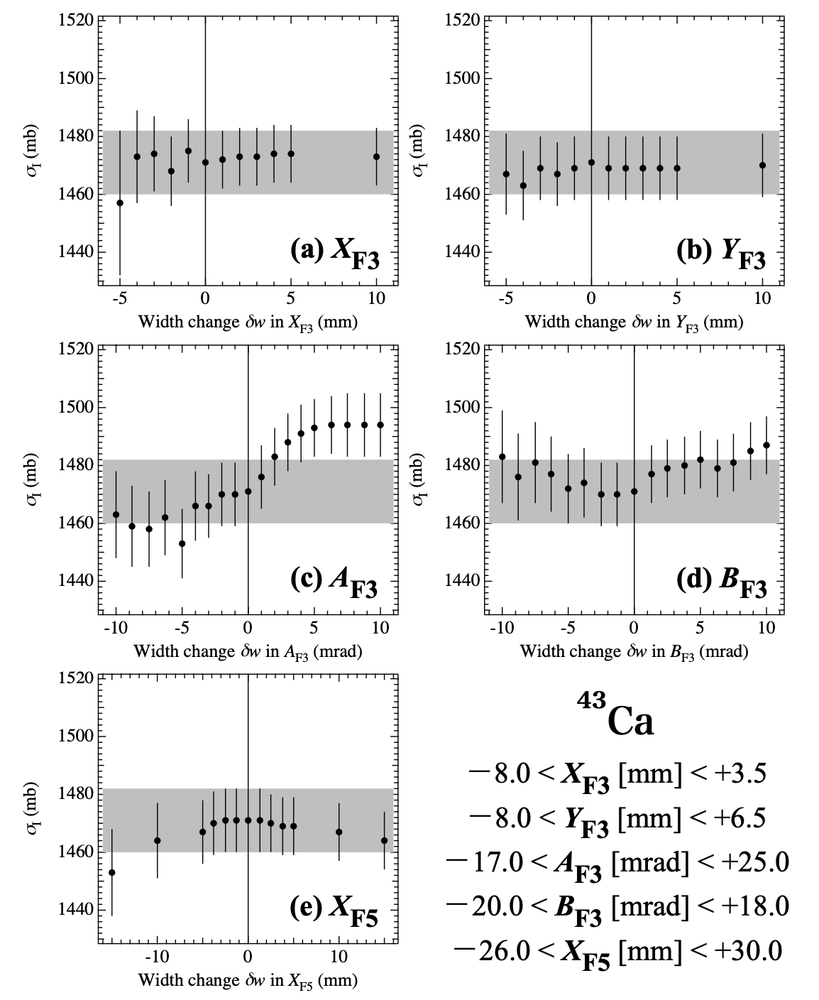 1520
1500
1480
1460
1440
σI (mb)
(a) XF3
-5 0 5 10
Width change δw in XF3 (mm)
1520
1500
1480
1460
1440
σI (mb)
(b) YF3
-5 0 5 10
Width change δw in YF3 (mm)
1520
1500
1480
1460
1440
σI (mb)
(c) AF3
-10 -5 0 5 10
Width change δw in AF3 (mrad)
1520
1500
1480
1460
1440
σI (mb)
(d) BF3
-10 -5 0 5 10
Width change δw in BF3 (mrad)
1520
1500
1480
1460
1440
σI (mb)
(e) XF5
-10 0 10
Width change δw in XF5 (mm)
43Ca
−8.0 < XF3 [mm] < +3.5
−8.0 < YF3 [mm] < +6.5
−17.0 < AF3 [mrad] < +25.0
−20.0 < BF3 [mrad] < +18.0
−26.0 < XF5 [mm] < +30.0